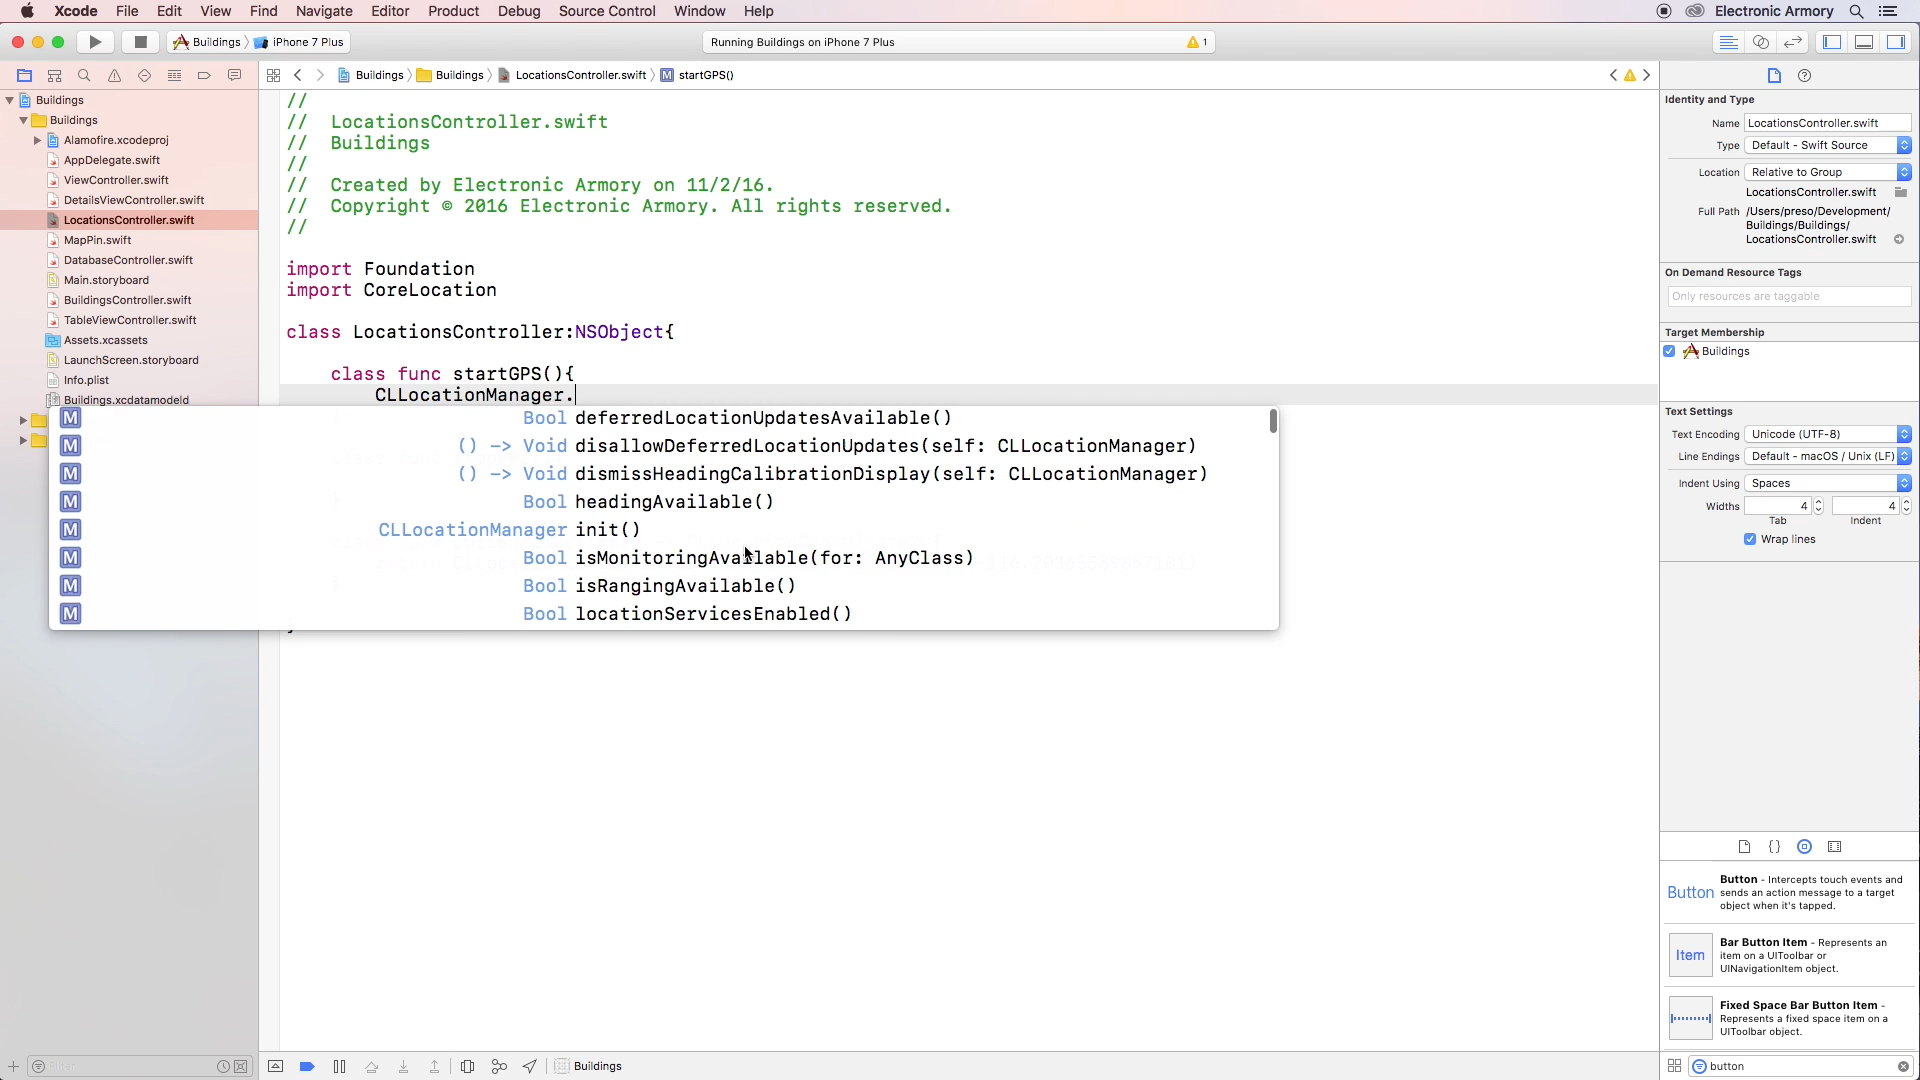 Xcode File Edit View Find Navigate Editor Product Debug Source Control Window Help Electronic Armory
Buildings iPhone 7 Plus
Running Buildings on iPhone 7 Plus
1
Buildings
Buildings
LocationsController.swift
M startGPS()
Buildings
Buildings
Alamofire.xcodeproj
AppDelegate.swift
ViewController.swift
DetailsViewController.swift
LocationsController.swift
MapPin.swift
DatabaseController.swift
Main.storyboard
BuildingsController.swift
TableViewController.swift
Assets.xcassets
LaunchScreen.storyboard
Info.plist
Buildings.xcdatamodeld
//
// LocationsController.swift
// Buildings
//
// Created by Electronic Armory on 11/2/16.
// Copyright © 2016 Electronic Armory. All rights reserved.
//
import Foundation
import CoreLocation
class LocationsController:NSObject{
class func startGPS(){
CLLocationManager.
M Bool deferredLocationUpdatesAvailable()
M () -> Void disallowDeferredLocationUpdates(self: CLLocationManager)
M () -> Void dismissHeadingCalibrationDisplay(self: CLLocationManager)
M Bool headingAvailable()
M CLLocationManager init()
M Bool isMonitoringAvailable(for: AnyClass)
M Bool isRangingAvailable()
M Bool locationServicesEnabled()
Buildings
Identity and Type
Name LocationsController.swift
Type Default - Swift Source
Location Relative to Group
LocationsController.swift
Full Path /Users/preso/Development/
Buildings/Buildings/
LocationsController.swift
On Demand Resource Tags
Only resources are taggable
Target Membership
Buildings
Text Settings
Text Encoding Unicode (UTF-8)
Line Endings Default - macOS / Unix (LF)
Indent Using Spaces
Widths 4 4
Tab Indent
Wrap lines
Button
Button - Intercepts touch events and
sends an action message to a target
object when it's tapped.
Item
Bar Button Item - Represents an
item on a UIToolbar or
UINavigationItem object.
Fixed Space Bar Button Item -
Represents a fixed space item on a
UIToolbar object.
button